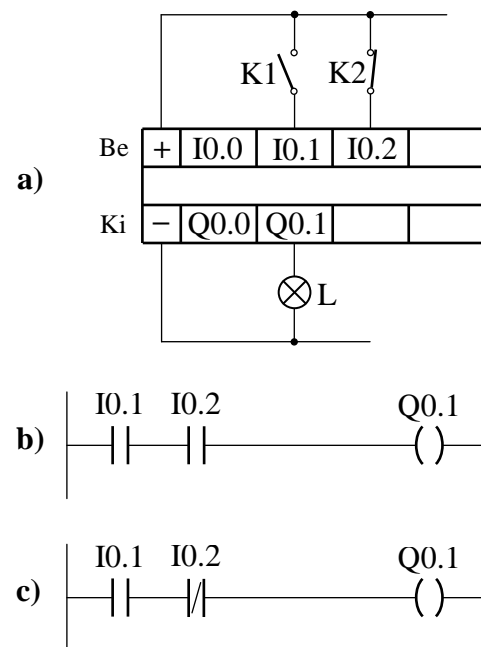 K1 K2
Be + I0.0 I0.1 I0.2
a)
Ki − Q0.0 Q0.1
L
I0.1 I0.2 Q0.1
b)
I0.1 I0.2 Q0.1
c)